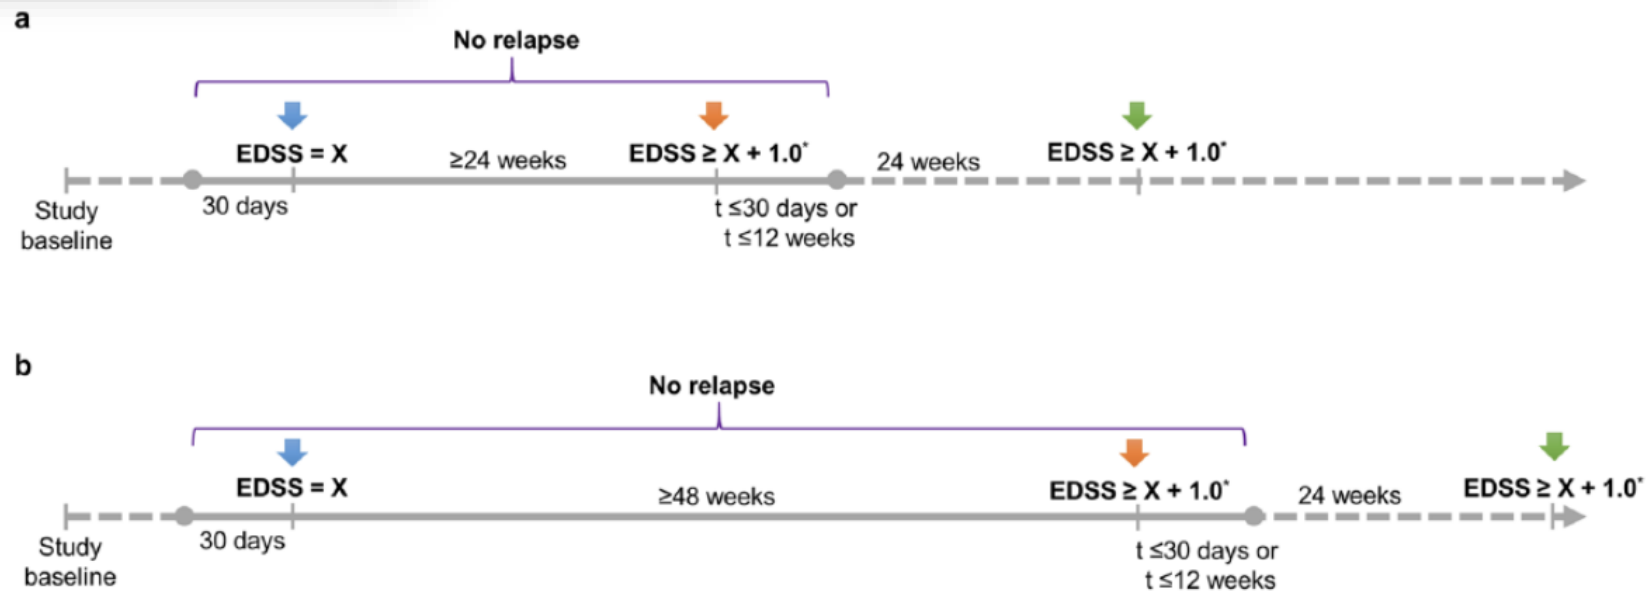 a
No relapse
EDSS = X
≥24 weeks
EDSS ≥ X + 1.0*
24 weeks
EDSS ≥ X + 1.0*
Study
baseline
30 days
t ≤30 days or
t ≤12 weeks
b
No relapse
EDSS = X
≥48 weeks
EDSS ≥ X + 1.0*
24 weeks
EDSS ≥ X + 1.0*
Study
baseline
30 days
t ≤30 days or
t ≤12 weeks